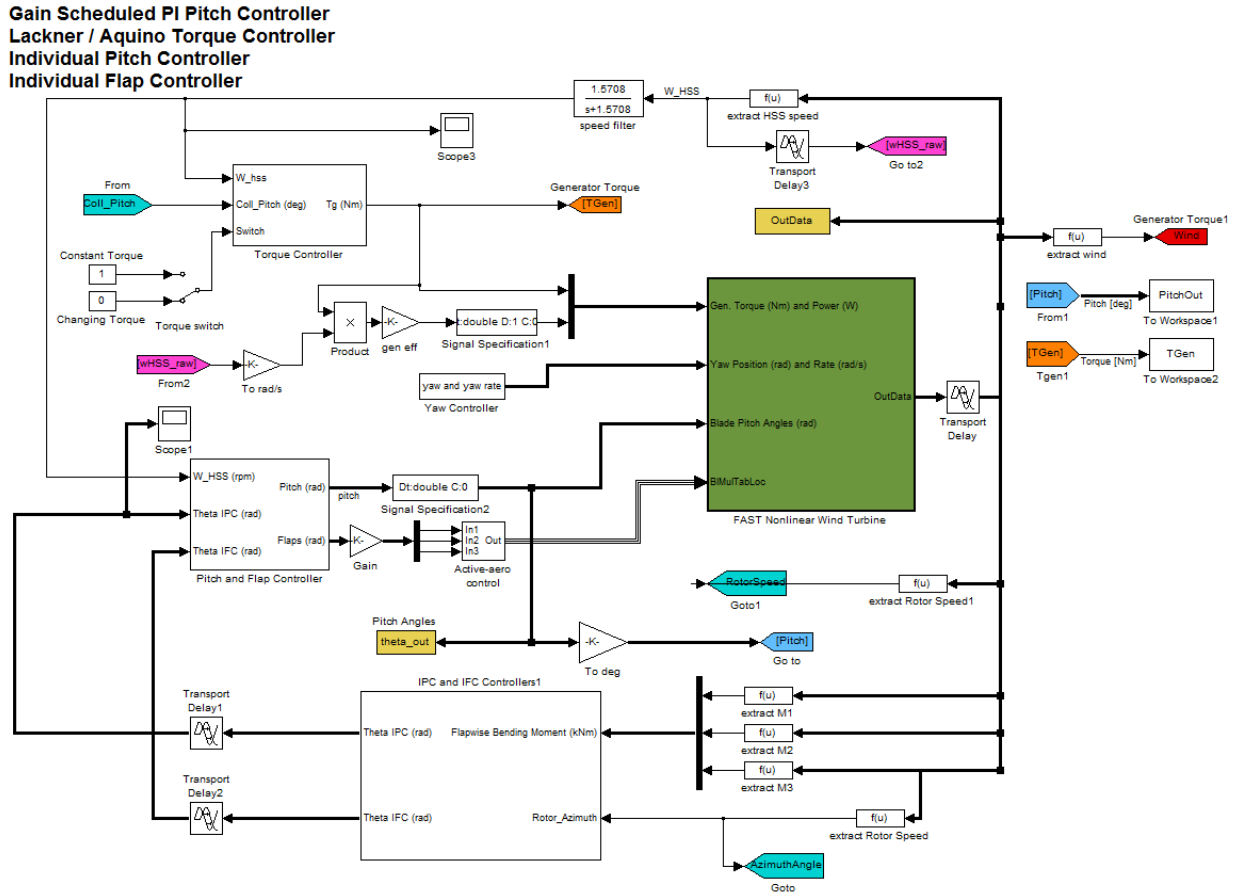 Gain Scheduled PI Pitch Controller
Lackner / Aquino Torque Controller
Individual Pitch Controller
Individual Flap Controller
1.5708
s+1.5708
speed filter
W_HSS
f(u)
extract HSS speed
Scope3
Transport
Delay3
[wHSS_raw]
Go to2
From
Coll_Pitch
W_hss
Coll_Pitch (deg)
Switch
Tg (Nm)
Torque Controller
Generator Torque
[TGen]
OutData
Generator Torque1
f(u)
extract wind
Wind
Constant Torque
1
0
Changing Torque
Torque switch
[wHSS_raw]
From2
-K-
To rad/s
×
Product
-K-
gen eff
t:double D:1 C:0
Signal Specification1
yaw and yaw rate
Yaw Controller
Gen. Torque (Nm) and Power (W)
Yaw Position (rad) and Rate (rad/s)
Blade Pitch Angles (rad)
BlMulTabLoc
OutData
FAST Nonlinear Wind Turbine
Transport
Delay
[Pitch]
From1
Pitch [deg]
PitchOut
To Workspace1
[TGen]
Tgen1
Torque [Nm]
TGen
To Workspace2
Scope1
W_HSS (rpm)
Theta IPC (rad)
Theta IFC (rad)
Pitch (rad)
Flaps (rad)
Pitch and Flap Controller
pitch
Dt:double C:0
Signal Specification2
-K-
Gain
In1
In2
In3
Out
Active-aero
control
RotorSpeed
Goto1
f(u)
extract Rotor Speed1
Pitch Angles
theta_out
-K-
To deg
[Pitch]
Go to
IPC and IFC Controllers1
Transport
Delay1
Theta IPC (rad)
Flapwise Bending Moment (kNm)
Transport
Delay2
Theta IFC (rad)
Rotor_Azimuth
f(u)
extract M1
f(u)
extract M2
f(u)
extract M3
f(u)
extract Rotor Speed
AzimuthAngle
Goto